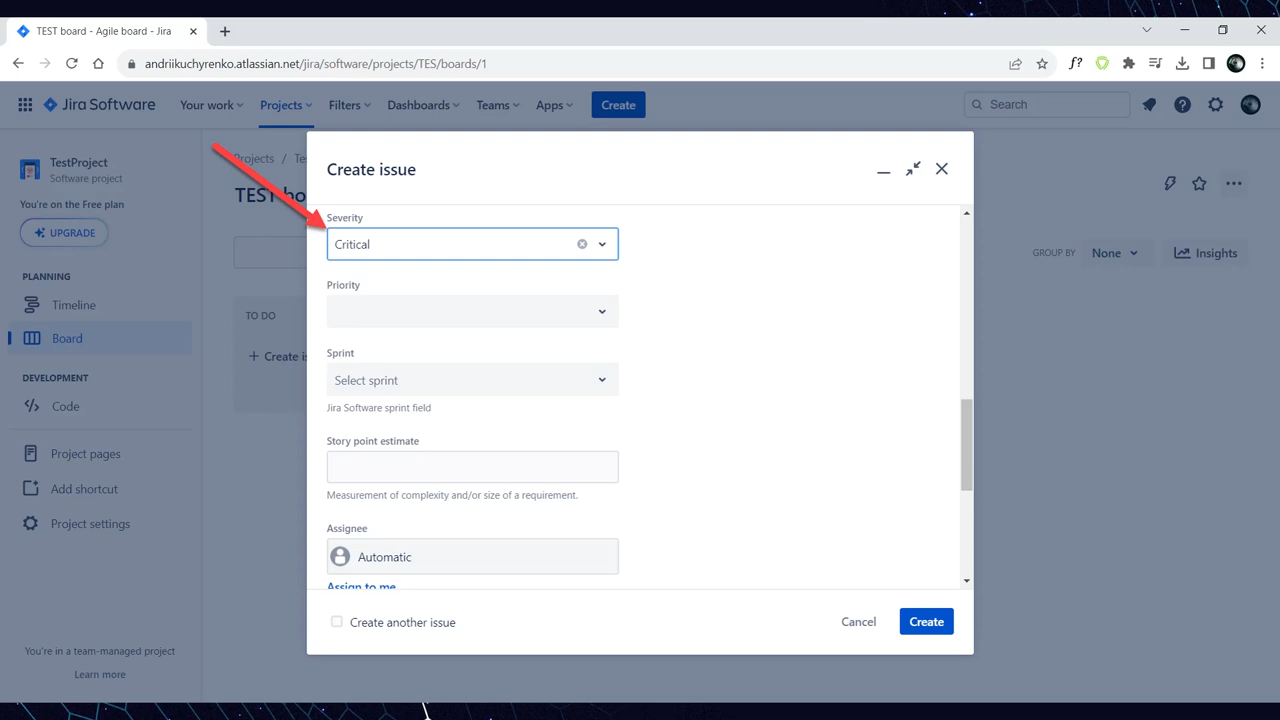 TEST board - Agile board - Jira
andriikuchyrenko.atlassian.net/jira/software/projects/TES/boards/1
f?
Jira Software
Your work
Projects
Filters
Dashboards
Teams
Apps
Create
Search
TestProject
Software project
You're on the Free plan
UPGRADE
PLANNING
Timeline
Board
DEVELOPMENT
Code
Project pages
Add shortcut
Project settings
You're in a team-managed project
Learn more
Projects / Te
TEST bo
TO DO
+ Create is
GROUP BY
None
Insights
Create issue
Severity
Critical
Priority
Sprint
Select sprint
Jira Software sprint field
Story point estimate
Measurement of complexity and/or size of a requirement.
Assignee
Automatic
Assign to me
Create another issue
Cancel
Create